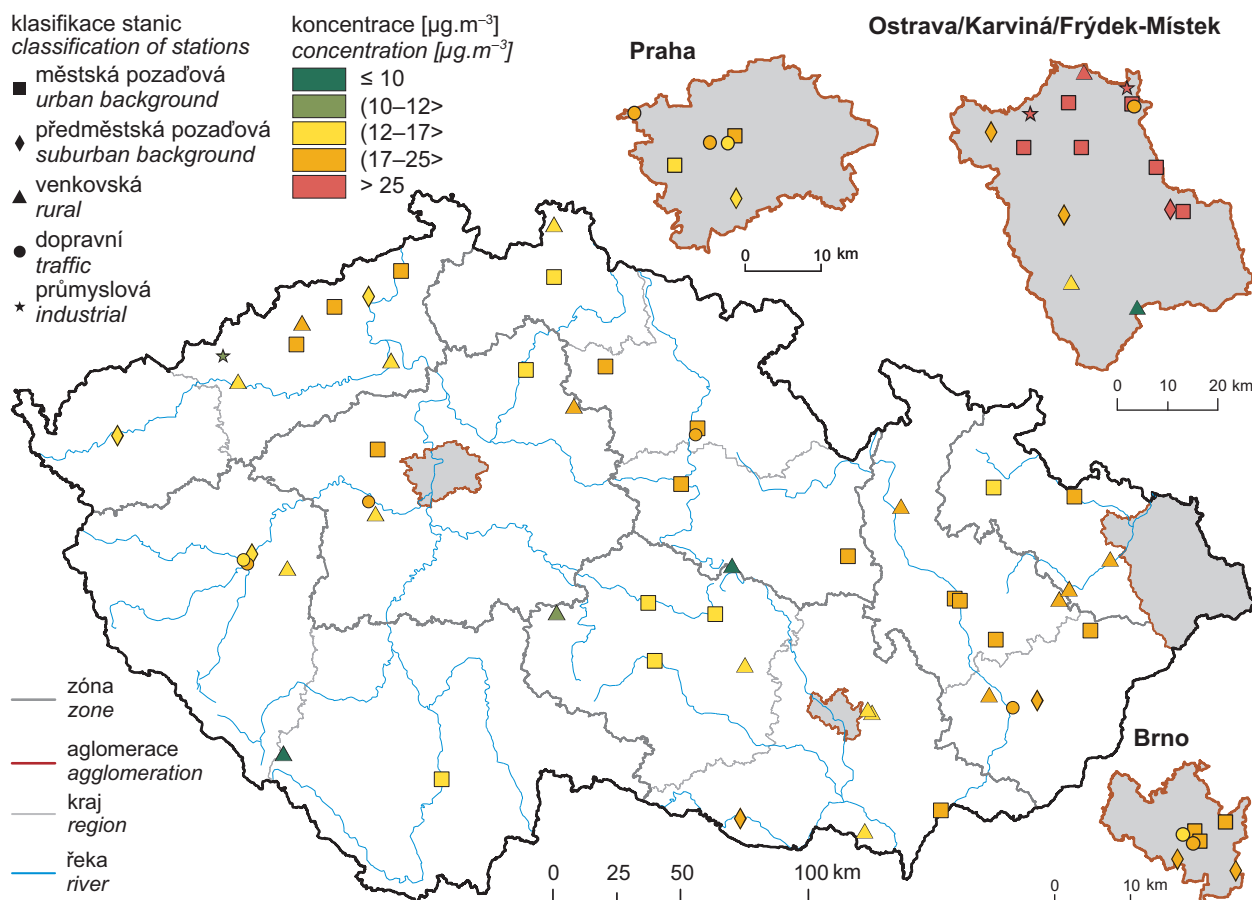 klasifikace stanic
classification of stations
městská pozaďová
urban background
předměstská pozaďová
suburban background
venkovská
rural
dopravní
traffic
průmyslová
industrial
koncentrace [µg.m⁻³]
concentration [µg.m⁻³]
≤ 10
(10–12>
(12–17>
(17–25>
> 25
Praha
0 10 km
Ostrava/Karviná/Frýdek-Místek
0 10 20 km
zóna
zone
aglomerace
agglomeration
kraj
region
řeka
river
0 25 50 100 km
Brno
0 10 km